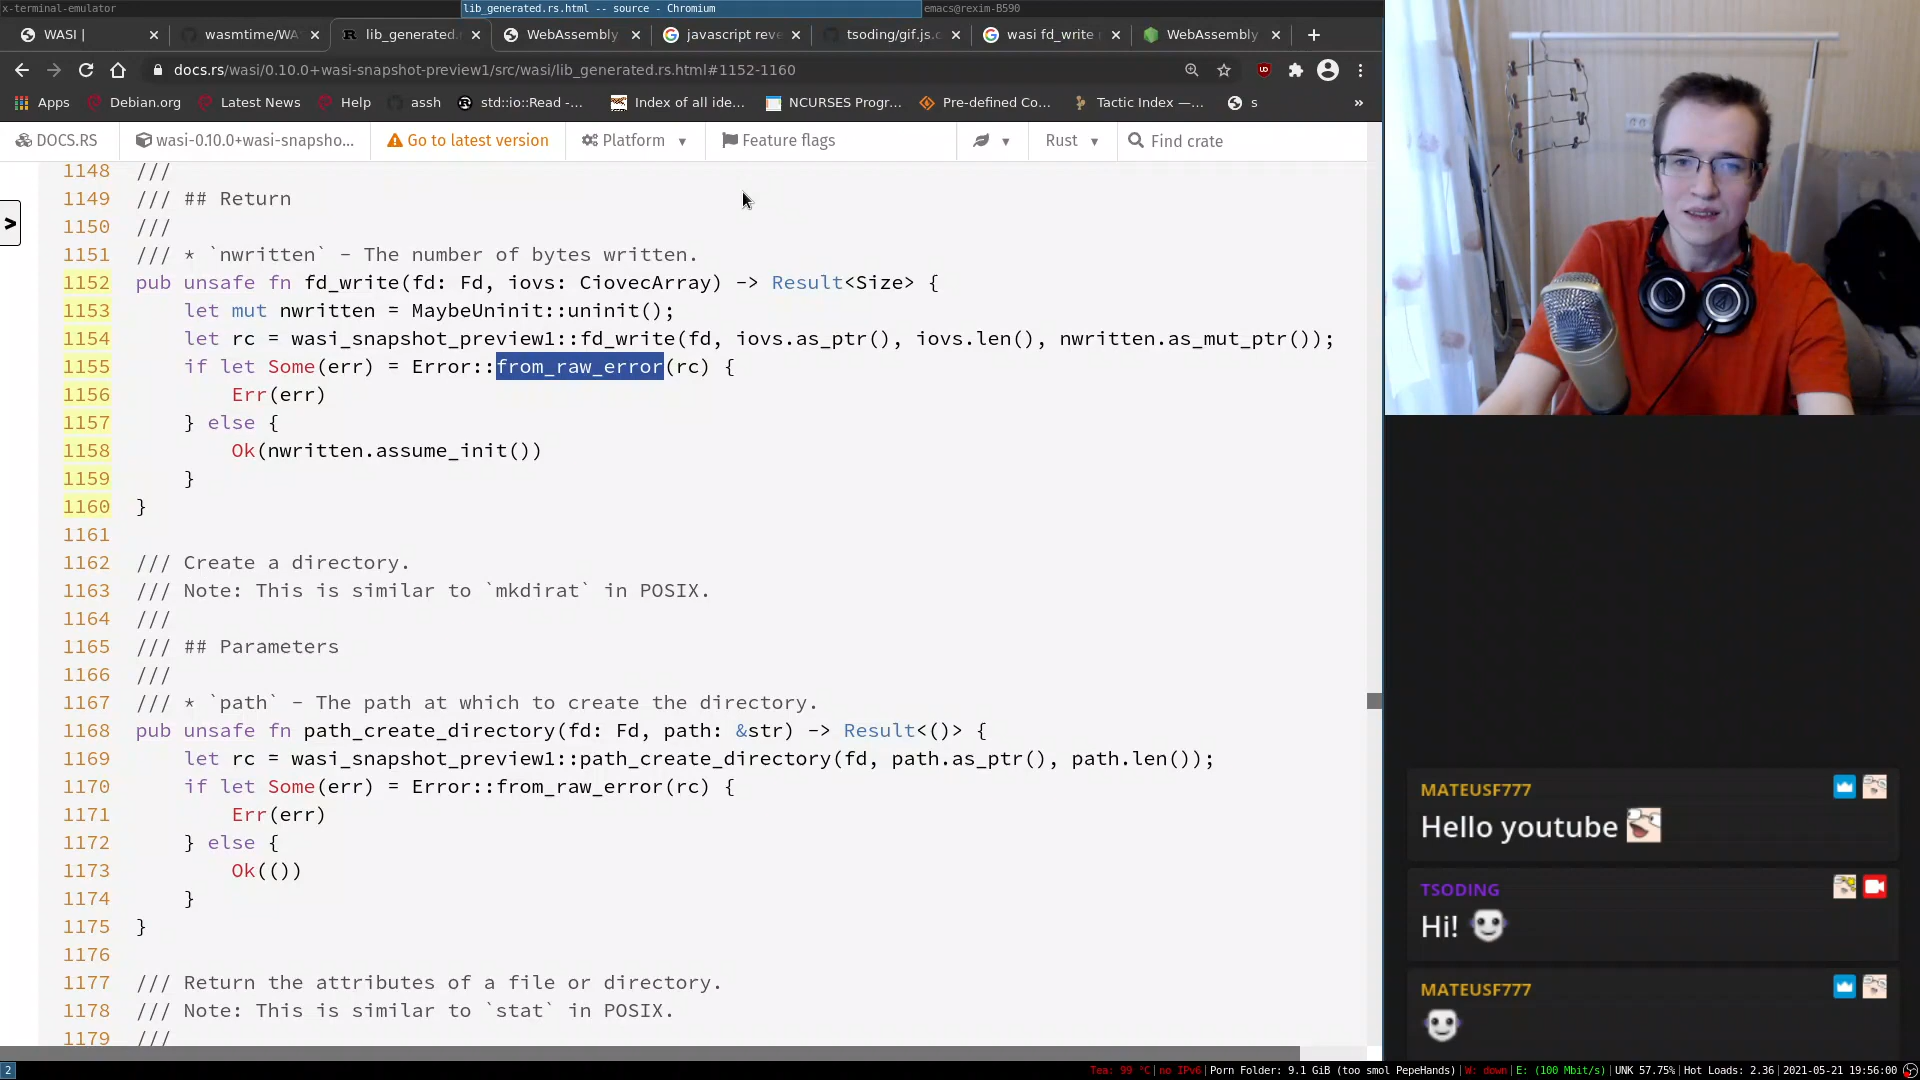 x-terminal-emulator
lib_generated.rs.html -- source - Chromium
emacs@rexim-B590
WASI |
wasmtime/WA
lib_generated.
WebAssembly
javascript reve
tsoding/gif.js.c
wasi fd_write
WebAssembly
docs.rs/wasi/0.10.0+wasi-snapshot-preview1/src/wasi/lib_generated.rs.html#1152-1160
Apps
Debian.org
Latest News
Help
assh
std::io::Read -...
Index of all ide...
NCURSES Progr...
Pre-defined Co...
Tactic Index —...
s
»
DOCS.RS
wasi-0.10.0+wasi-snapsho...
Go to latest version
Platform
Feature flags
Rust
Find crate
>
1148 ///
1149 /// ## Return
1150 ///
1151 /// * `nwritten` - The number of bytes written.
1152 pub unsafe fn fd_write(fd: Fd, iovs: CiovecArray) -> Result<Size> {
1153 let mut nwritten = MaybeUninit::uninit();
1154 let rc = wasi_snapshot_preview1::fd_write(fd, iovs.as_ptr(), iovs.len(), nwritten.as_mut_ptr());
1155 if let Some(err) = Error::from_raw_error(rc) {
1156 Err(err)
1157 } else {
1158 Ok(nwritten.assume_init())
1159 }
1160 }
1161
1162 /// Create a directory.
1163 /// Note: This is similar to `mkdirat` in POSIX.
1164 ///
1165 /// ## Parameters
1166 ///
1167 /// * `path` - The path at which to create the directory.
1168 pub unsafe fn path_create_directory(fd: Fd, path: &str) -> Result<()> {
1169 let rc = wasi_snapshot_preview1::path_create_directory(fd, path.as_ptr(), path.len());
1170 if let Some(err) = Error::from_raw_error(rc) {
1171 Err(err)
1172 } else {
1173 Ok(())
1174 }
1175 }
1176
1177 /// Return the attributes of a file or directory.
1178 /// Note: This is similar to `stat` in POSIX.
1179 ///
MATEUSF777
Hello youtube
TSODING
Hi!
MATEUSF777
2
Tea: 99 °C|no IPv6|Porn Folder: 9.1 GiB (too smol PepeHands)|W: down|E: (100 Mbit/s)|UNK 57.75%|Hot Loads: 2.36|2021-05-21 19:56:00